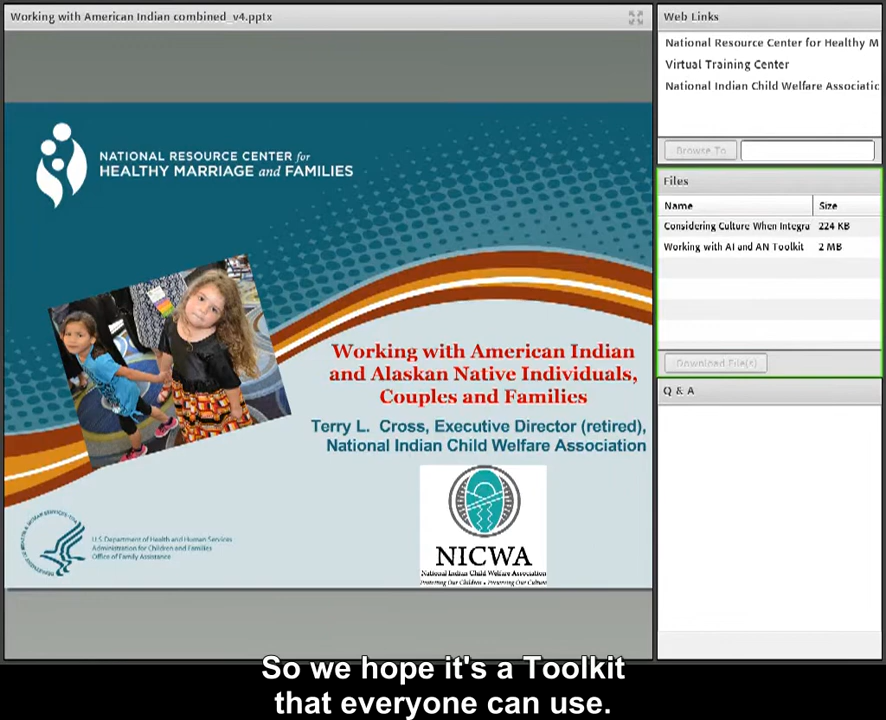 Working with American Indian combined_v4.pptx
NATIONAL RESOURCE CENTER for
HEALTHY MARRIAGE and FAMILIES
Working with American Indian
and Alaskan Native Individuals,
Couples and Families
Terry L. Cross, Executive Director (retired),
National Indian Child Welfare Association
NICWA
National Indian Child Welfare Association
Protecting Our Children • Preserving Our Culture
U.S. Department of Health and Human Services
Administration for Children and Families
Office of Family Assistance
Web Links
National Resource Center for Healthy M
Virtual Training Center
National Indian Child Welfare Associatic
Browse To
Files
Name Size
Considering Culture When Integra 224 KB
Working with AI and AN Toolkit 2 MB
Download File(s)
Q & A
So we hope it's a Toolkit
that everyone can use.